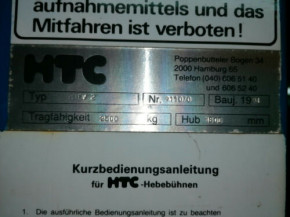 aufnahmemittels und das
Mitfahren ist verboten!
HTC
Poppenbütteler Bogen 34
2000 Hamburg 65
Telefon (040) 606 51 40
und 606 52 40
Typ
Nr.
Bauj. 19
Tragfähigkeit kg Hub mm
Kurzbedienungsanleitung
für HTC-Hebebühnen
1. Die ausführliche Bedienungsanleitung ist zu beachten